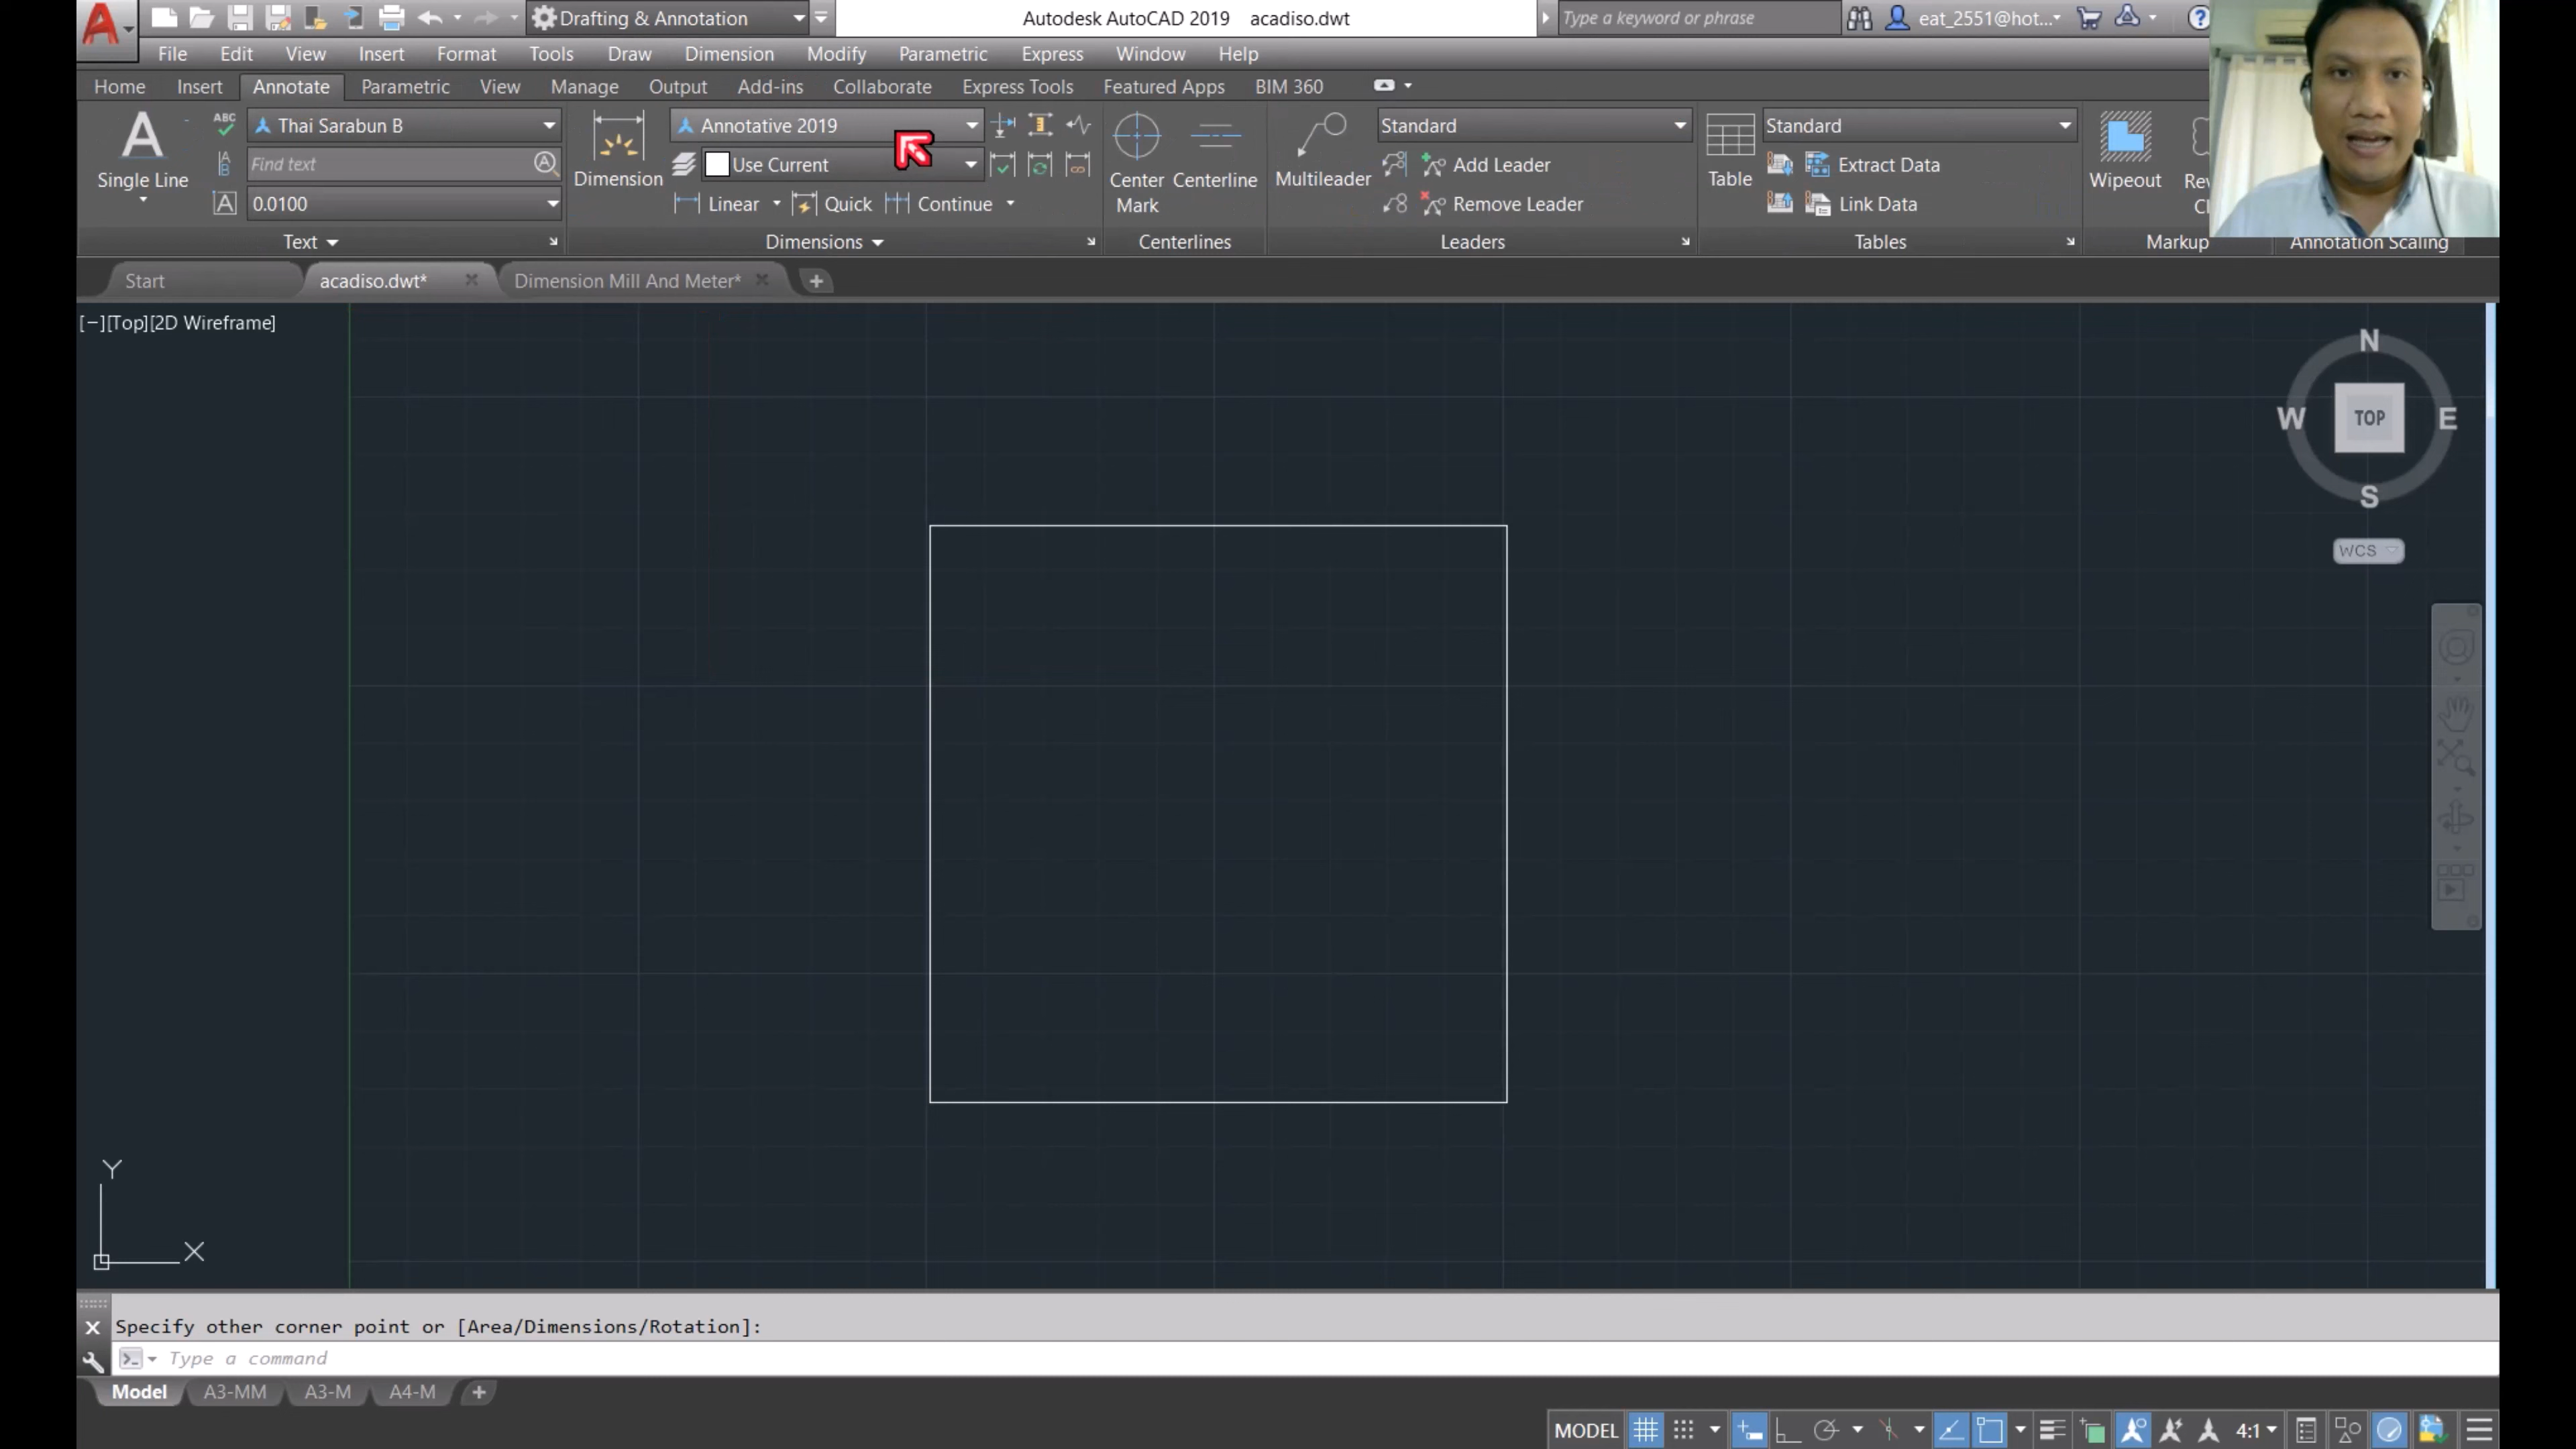 Drafting & Annotation
Autodesk AutoCAD 2019 acadiso.dwt
Type a keyword or phrase
eat_2551@hot...
File Edit View Insert Format Tools Draw Dimension Modify Parametric Express Window Help
Home Insert Annotate Parametric View Manage Output Add-ins Collaborate Express Tools Featured Apps BIM 360
Single Line
ABC
Thai Sarabun B
Find text
0.0100
Text
Dimension
Annotative 2019
Use Current
Linear Quick Continue
Dimensions
Center Mark
Centerline
Centerlines
Multileader
Standard
Add Leader
Remove Leader
Leaders
Table
Standard
Extract Data
Link Data
Tables
Wipeout
Markup
Annotation Scaling
Start acadiso.dwt* Dimension Mill And Meter*
[−][Top][2D Wireframe]
N
W TOP E
S
WCS
Y
X
Specify other corner point or [Area/Dimensions/Rotation]:
Type a command
Model A3-MM A3-M A4-M
MODEL 4:1